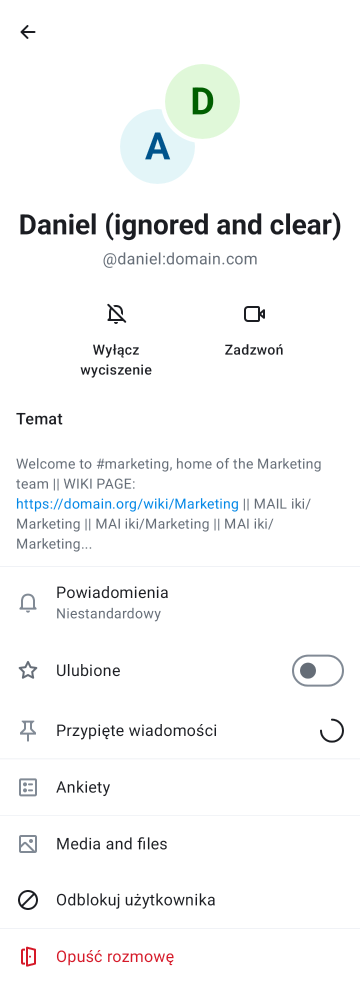 D
A
Daniel (ignored and clear)
@daniel:domain.com
Wyłącz
wyciszenie
Zadzwoń
Temat
Welcome to #marketing, home of the Marketing
team || WIKI PAGE:
https://domain.org/wiki/Marketing || MAIL iki/
Marketing || MAI iki/Marketing || MAI iki/
Marketing...
Powiadomienia
Niestandardowy
Ulubione
Przypięte wiadomości
Ankiety
Media and files
Odblokuj użytkownika
Opuść rozmowę